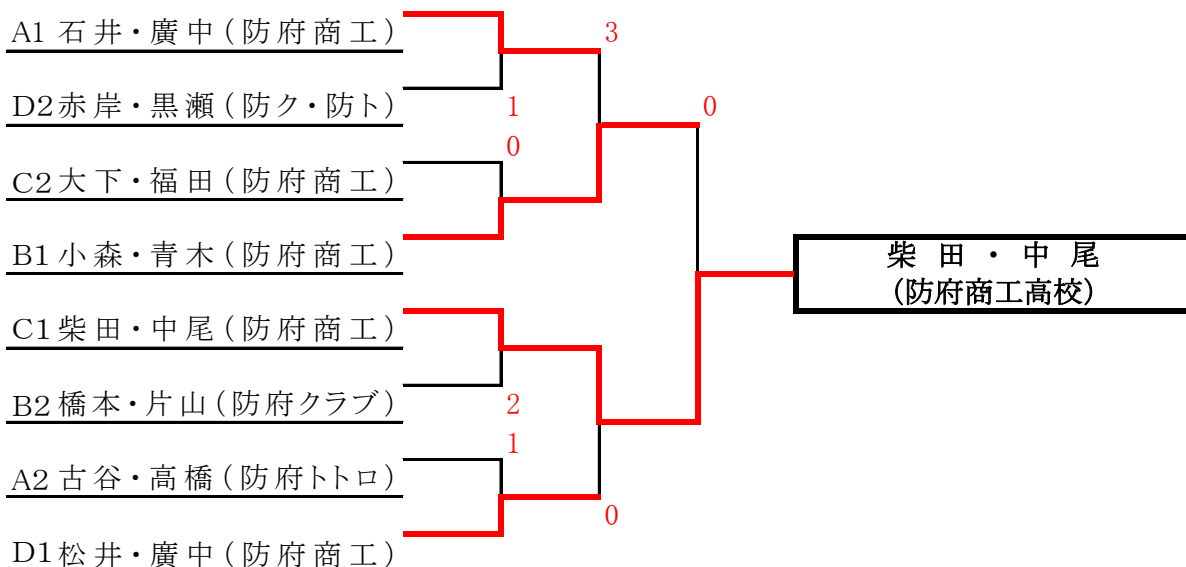 A1 石井・廣中(防府商工)
3
D2赤岸・黒瀬(防ク・防ト)
1
0
0
C2大下・福田(防府商工)
B1小森・青木(防府商工)
柴田・中尾
(防府商工高校)
C1柴田・中尾(防府商工)
B2橋本・片山(防府クラブ)
2
1
A2古谷・高橋(防府トトロ)
0
D1松井・廣中(防府商工)